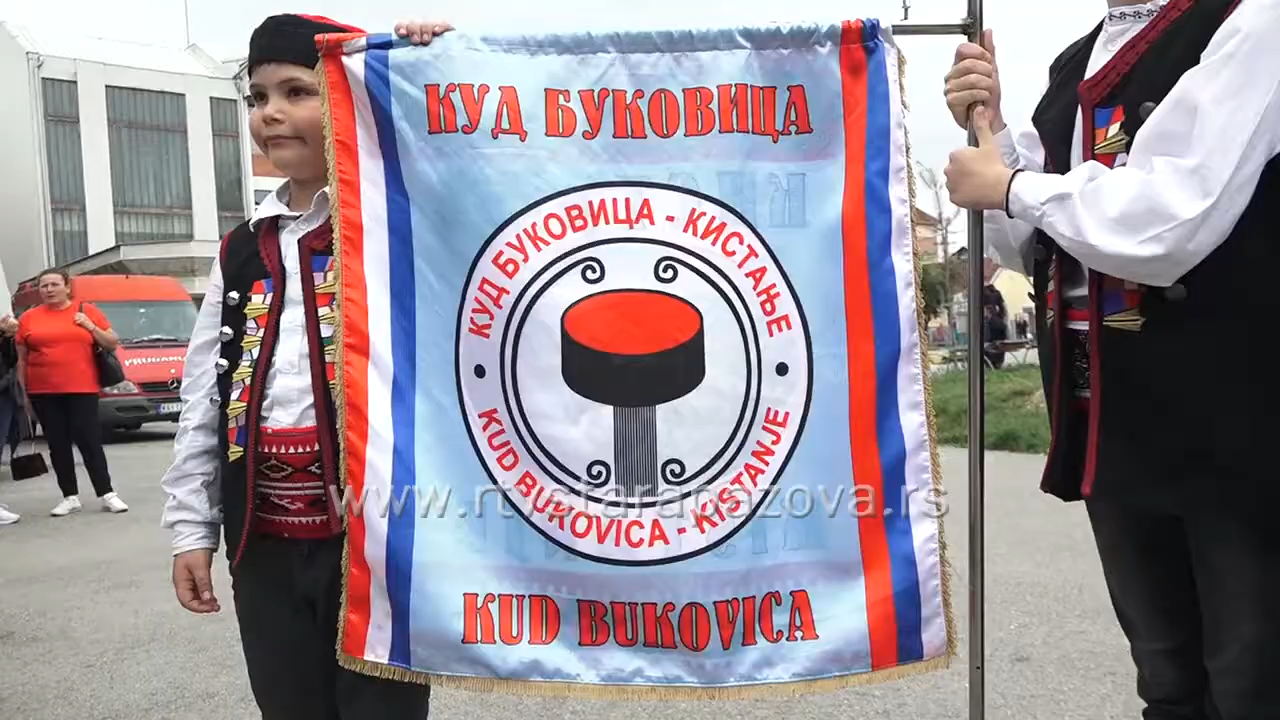 КУД БУКОВИЦА
КУД БУКОВИЦА - КИСТАЊЕ
KUD BUKOVICA - KISTANJE
www.rtvstarapazova.rs
KUD BUKOVICA